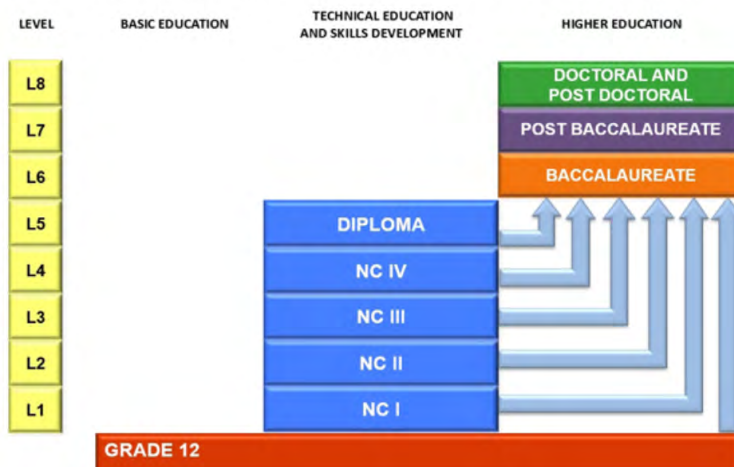 LEVEL
BASIC EDUCATION
TECHNICAL EDUCATION
AND SKILLS DEVELOPMENT
HIGHER EDUCATION
L8
DOCTORAL AND
POST DOCTORAL
L7
POST BACCALAUREATE
L6
BACCALAUREATE
L5
DIPLOMA
L4
NC IV
L3
NC III
L2
NC II
L1
NC I
GRADE 12